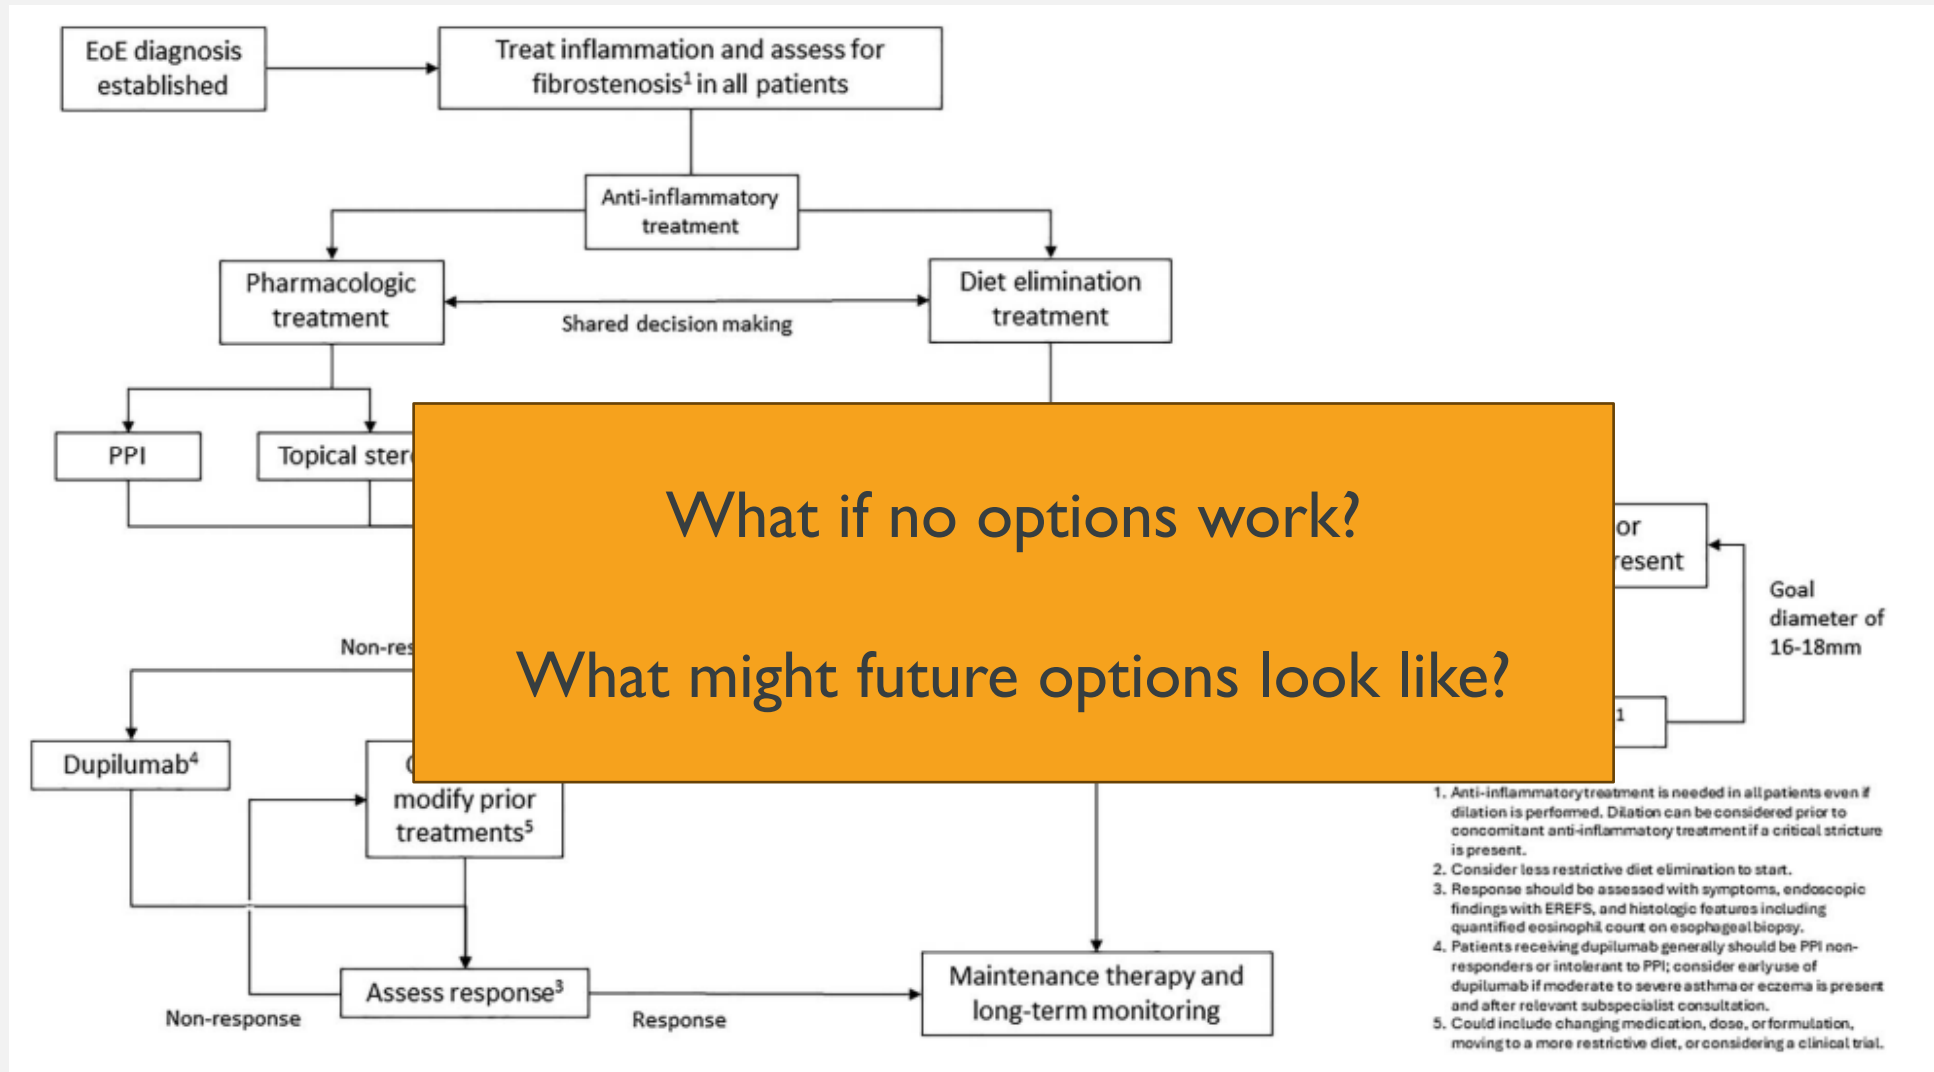 EoE diagnosis
established
Treat inflammation and assess for
fibrostenosis¹ in all patients
Anti-inflammatory
treatment
Pharmacologic
treatment
Shared decision making
Diet elimination
treatment
PPI
Topical ster
What if no options work?
What might future options look like?
or
resent
Goal
diameter of
16-18mm
Non-res
1
Dupilumab⁴
modify prior
treatments⁵
Assess response³
Non-response
Response
Maintenance therapy and
long-term monitoring
1. Anti-inflammatory treatment is needed in all patients even if
dilation is performed. Dilation can be considered prior to
concomitant anti-inflammatory treatment if a critical stricture
is present.
2. Consider less restrictive diet elimination to start.
3. Response should be assessed with symptoms, endoscopic
findings with EREFS, and histologic features including
quantified eosinophil count on esophageal biopsy.
4. Patients receiving dupilumab generally should be PPI non-
responders or intolerant to PPI; consider early use of
dupilumab if moderate to severe asthma or eczema is present
and after relevant subspecialist consultation.
5. Could include changing medication, dose, or formulation,
moving to a more restrictive diet, or considering a clinical trial.